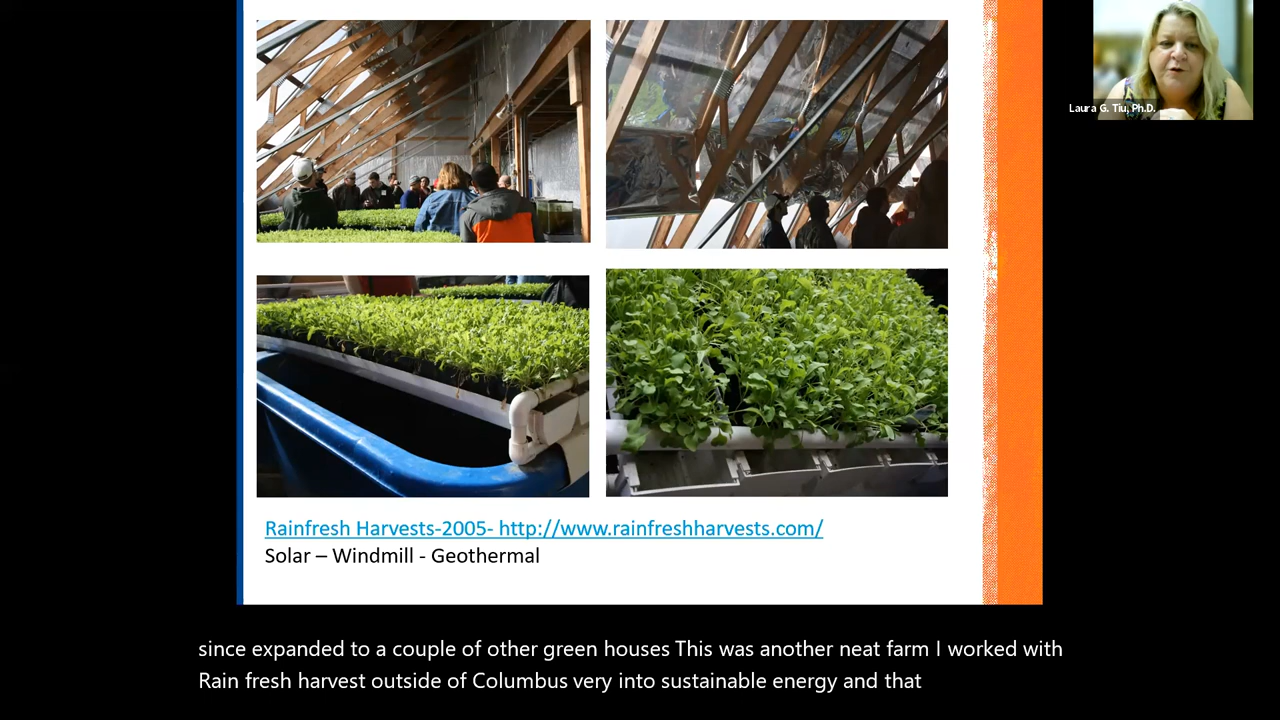 Laura G. Tiu, Ph.D.
Rainfresh Harvests-2005- http://www.rainfreshharvests.com/
Solar – Windmill - Geothermal
since expanded to a couple of other green houses This was another neat farm I worked with
Rain fresh harvest outside of Columbus very into sustainable energy and that